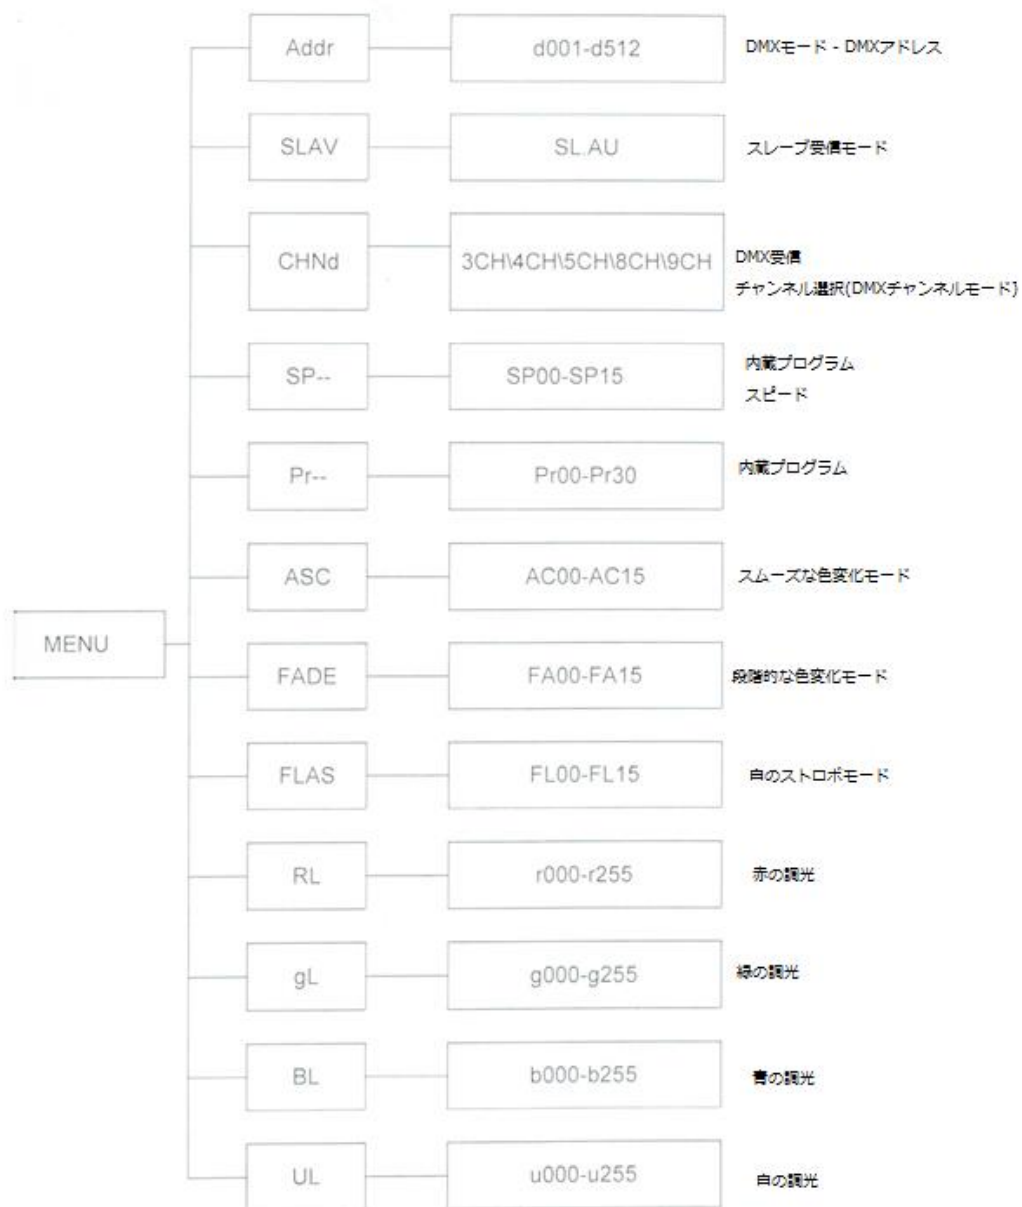 Addr d001-d512 DMXモード - DMXアドレス
SLAV SL.AU スレーブ受信モード
CHNd 3CH\4CH\5CH\8CH\9CH DMX受信
チャンネル選択(DMXチャンネルモード)
SP-- SP00-SP15 内蔵プログラム
スピード
Pr-- Pr00-Pr30 内蔵プログラム
ASC AC00-AC15 スムーズな色変化モード
MENU
FADE FA00-FA15 段階的な色変化モード
FLAS FL00-FL15 白のストロボモード
RL r000-r255 赤の調光
gL g000-g255 緑の調光
BL b000-b255 青の調光
UL u000-u255 白の調光